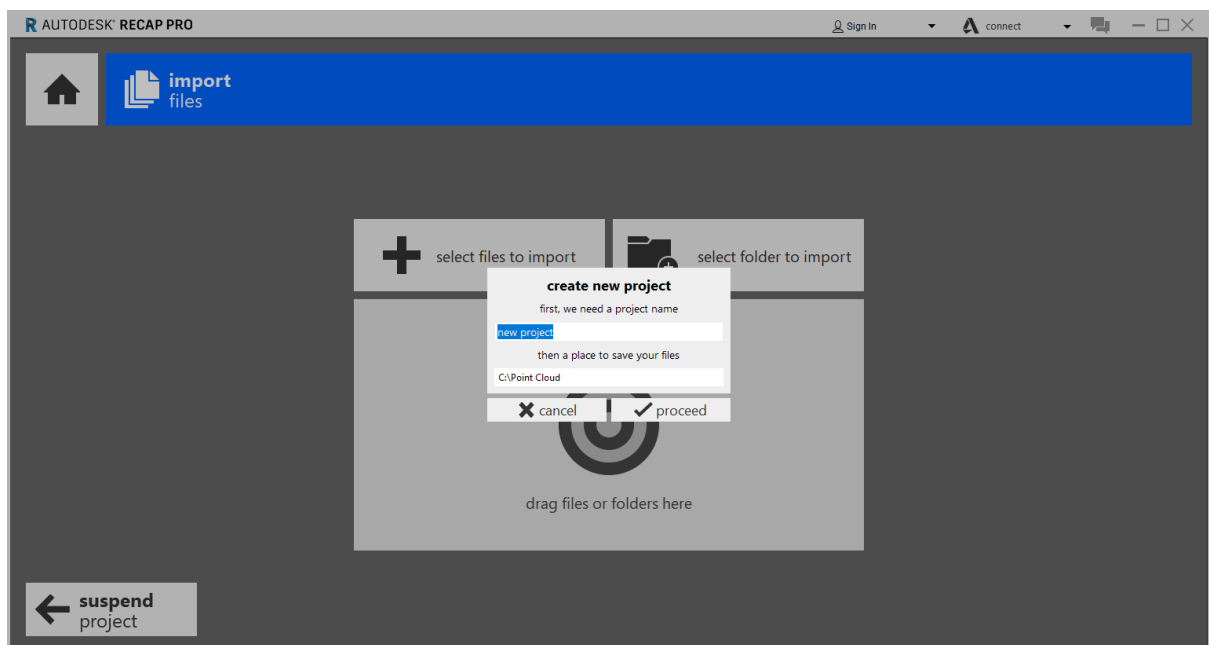 R AUTODESK® RECAP PRO
Sign In
connect
import
files
select files to import
select folder to import
create new project
first, we need a project name
new project
then a place to save your files
C:\Point Cloud
cancel
proceed
drag files or folders here
suspend
project